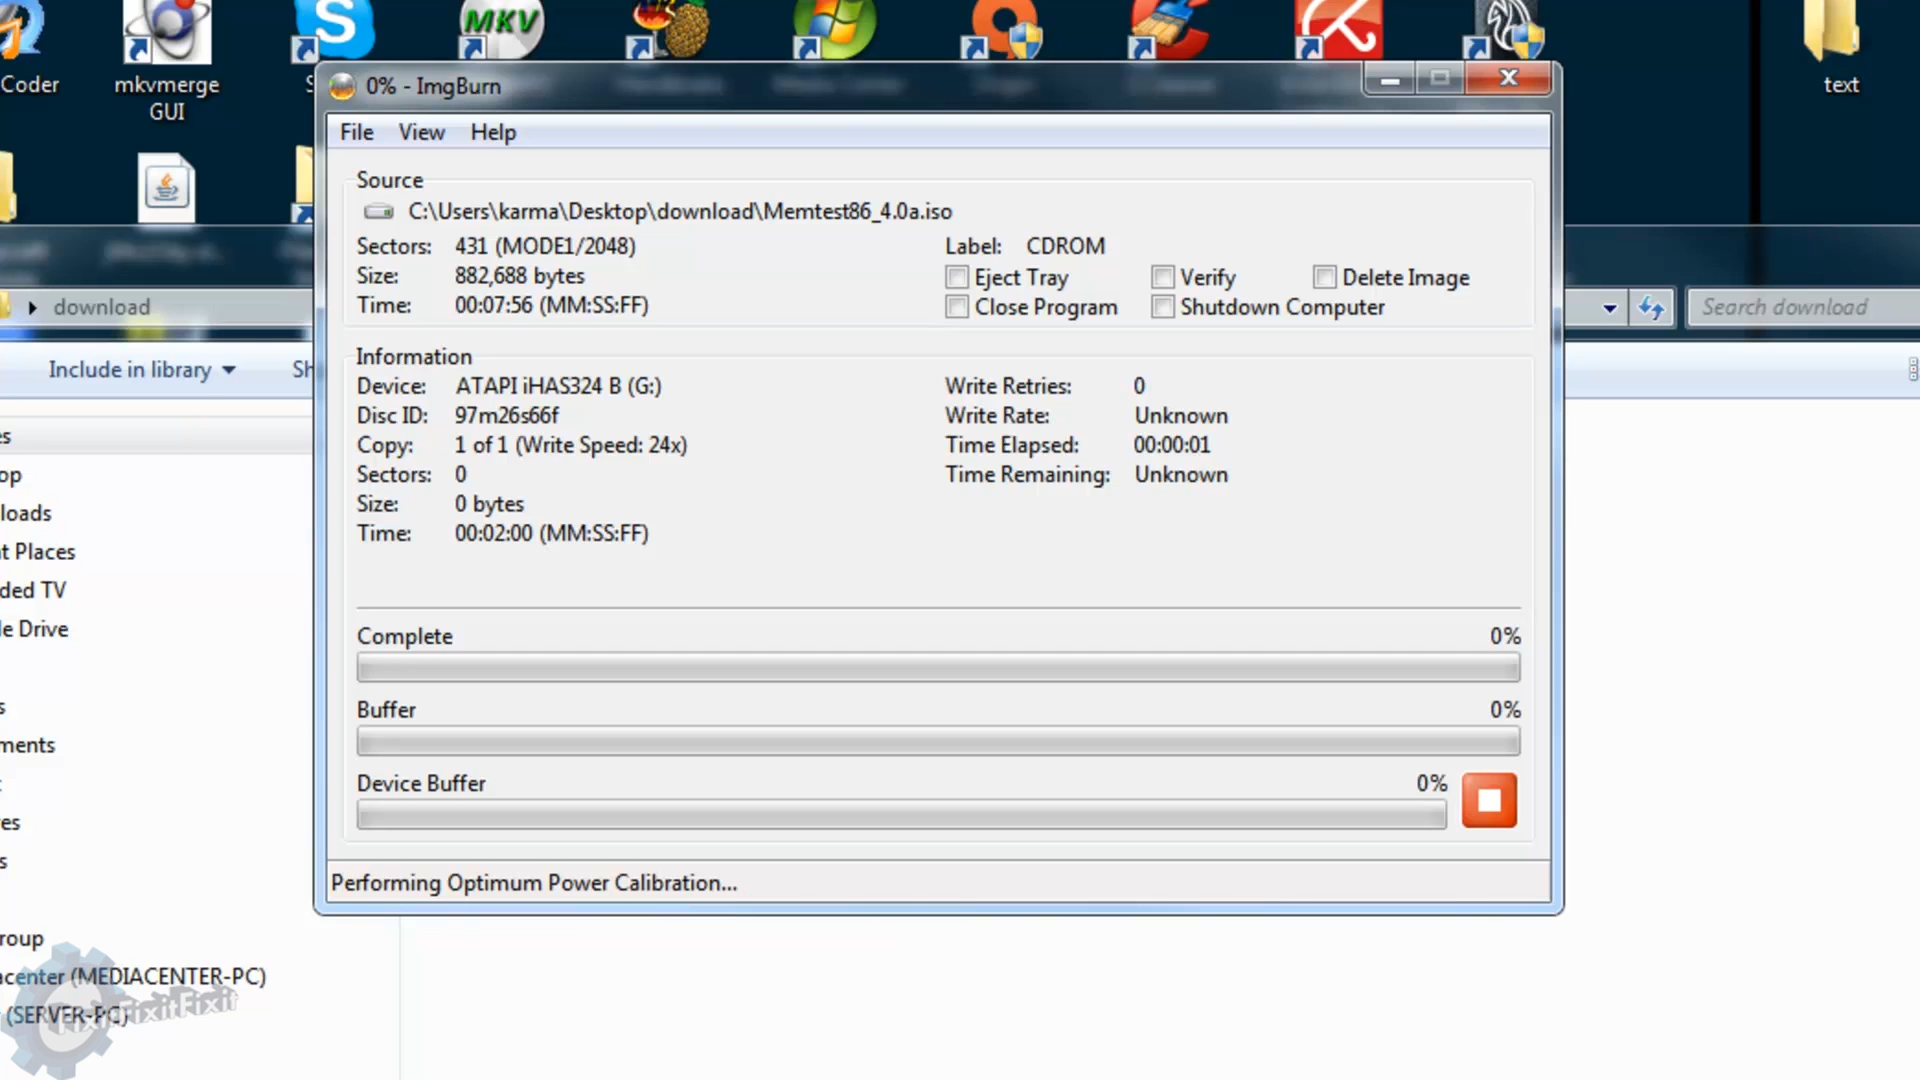 Coder
mkvmerge
GUI
S
MKV
text
0% - ImgBurn
File View Help
Source
C:\Users\karma\Desktop\download\Memtest86_4.0a.iso
Sectors: 431 (MODE1/2048)
Size: 882,688 bytes
Time: 00:07:56 (MM:SS:FF)
Label: CDROM
Eject Tray Verify Delete Image
Close Program Shutdown Computer
download
Search download
Include in library
Sh
Information
Device: ATAPI iHAS324 B (G:)
Disc ID: 97m26s66f
Copy: 1 of 1 (Write Speed: 24x)
Sectors: 0
Size: 0 bytes
Time: 00:02:00 (MM:SS:FF)
Write Retries: 0
Write Rate: Unknown
Time Elapsed: 00:00:01
Time Remaining: Unknown
es
op
loads
t Places
ded TV
le Drive
s
ments
t
es
s
roup
acenter (MEDIACENTER-PC)
(SERVER-PC)
Complete 0%
Buffer 0%
Device Buffer 0%
Performing Optimum Power Calibration...
FixitFixitFixit